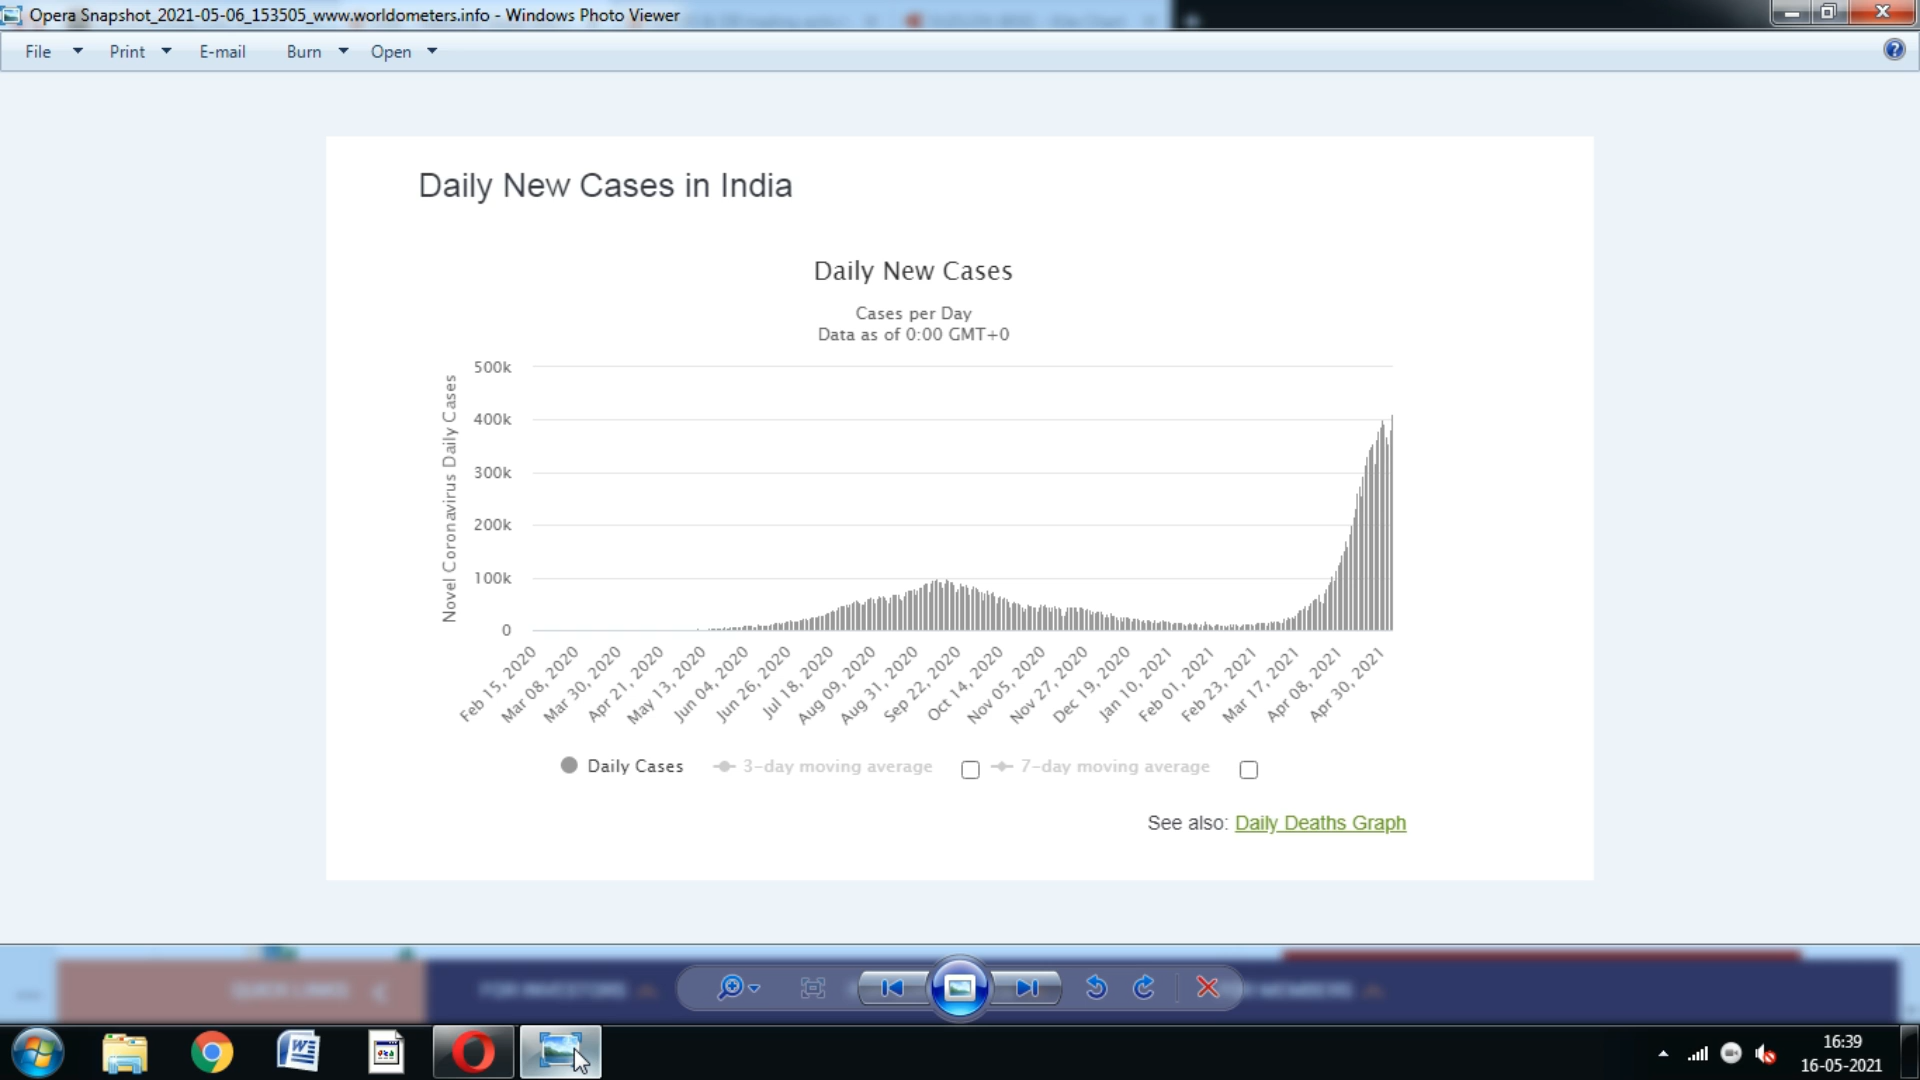 Opera Snapshot_2021-05-06_153505_www.worldometers.info - Windows Photo Viewer
File Print E-mail Burn Open
Daily New Cases in India
Daily New Cases
Cases per Day
Data as of 0:00 GMT+0
Novel Coronavirus Daily Cases
500k
400k
300k
200k
100k
0
Feb 15, 2020
Mar 08, 2020
Mar 30, 2020
Apr 21, 2020
May 13, 2020
Jun 04, 2020
Jun 26, 2020
Jul 18, 2020
Aug 09, 2020
Aug 31, 2020
Sep 22, 2020
Oct 14, 2020
Nov 05, 2020
Nov 27, 2020
Dec 19, 2020
Jan 10, 2021
Feb 01, 2021
Feb 23, 2021
Mar 17, 2021
Apr 08, 2021
Apr 30, 2021
Daily Cases 3-day moving average 7-day moving average
See also: Daily Deaths Graph
QUICK LINKS FOR INVESTORS FOR MEMBERS
16:39
16-05-2021